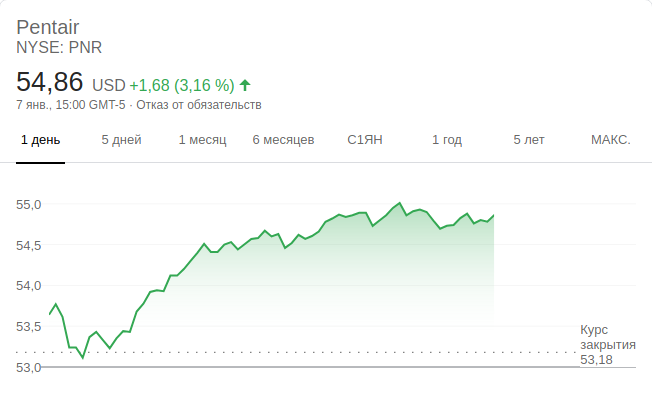 Pentair
NYSE: PNR
54,86 USD +1,68 (3,16 %)
7 янв., 15:00 GMT-5 · Отказ от обязательств
1 день 5 дней 1 месяц 6 месяцев С1ЯН 1 год 5 лет МАКС.
55,0
54,5
54,0
53,5
53,0
Курс
закрытия
53,18